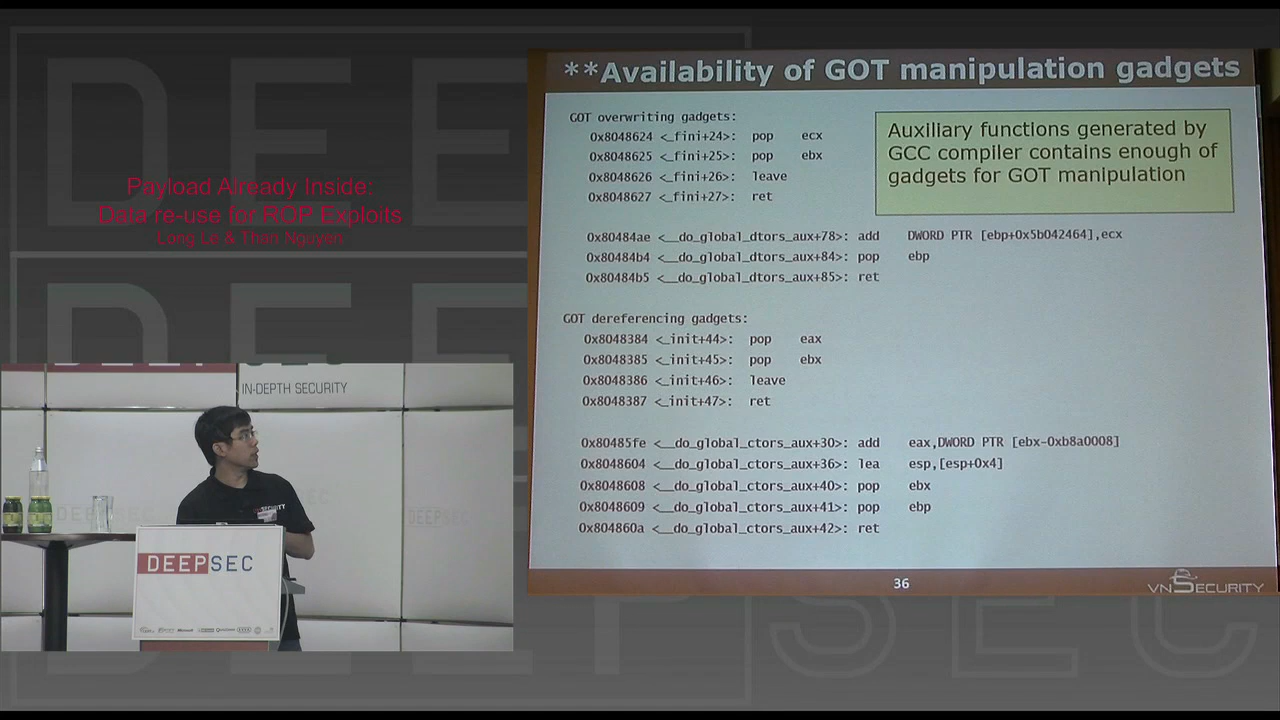 **Availability of GOT manipulation gadgets
GOT overwriting gadgets:
0x8048624 <_fini+24>: pop ecx
0x8048625 <_fini+25>: pop ebx
0x8048626 <_fini+26>: leave
0x8048627 <_fini+27>: ret
Auxiliary functions generated by
GCC compiler contains enough of
gadgets for GOT manipulation
0x80484ae <__do_global_dtors_aux+78>: add DWORD PTR [ebp+0x5b042464],ecx
0x80484b4 <__do_global_dtors_aux+84>: pop ebp
0x80484b5 <__do_global_dtors_aux+85>: ret
GOT dereferencing gadgets:
0x8048384 <_init+44>: pop eax
0x8048385 <_init+45>: pop ebx
0x8048386 <_init+46>: leave
0x8048387 <_init+47>: ret
0x80485fe <__do_global_ctors_aux+30>: add eax,DWORD PTR [ebx-0xb8a0008]
0x8048604 <__do_global_ctors_aux+36>: lea esp,[esp+0x4]
0x8048608 <__do_global_ctors_aux+40>: pop ebx
0x8048609 <__do_global_ctors_aux+41>: pop ebp
0x804860a <__do_global_ctors_aux+42>: ret
36
VNSECURITY
Payload Already Inside:
Data re-use for ROP Exploits
Long Le & Than Nguyen
IN-DEPTH SECURITY
DEEPSEC
DEEPSEC
DEEPSEC